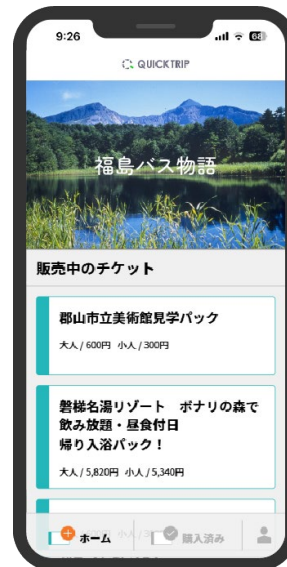 9:26
68
QUICKTRIP
福島バス物語
販売中のチケット
郡山市立美術館見学パック
大人 / 600円 小人 / 300円
磐梯名湯リゾート ボナリの森で
飲み放題・昼食付日
帰り入浴パック！
大人 / 5,820円 小人 / 5,340円
ホーム
購入済み